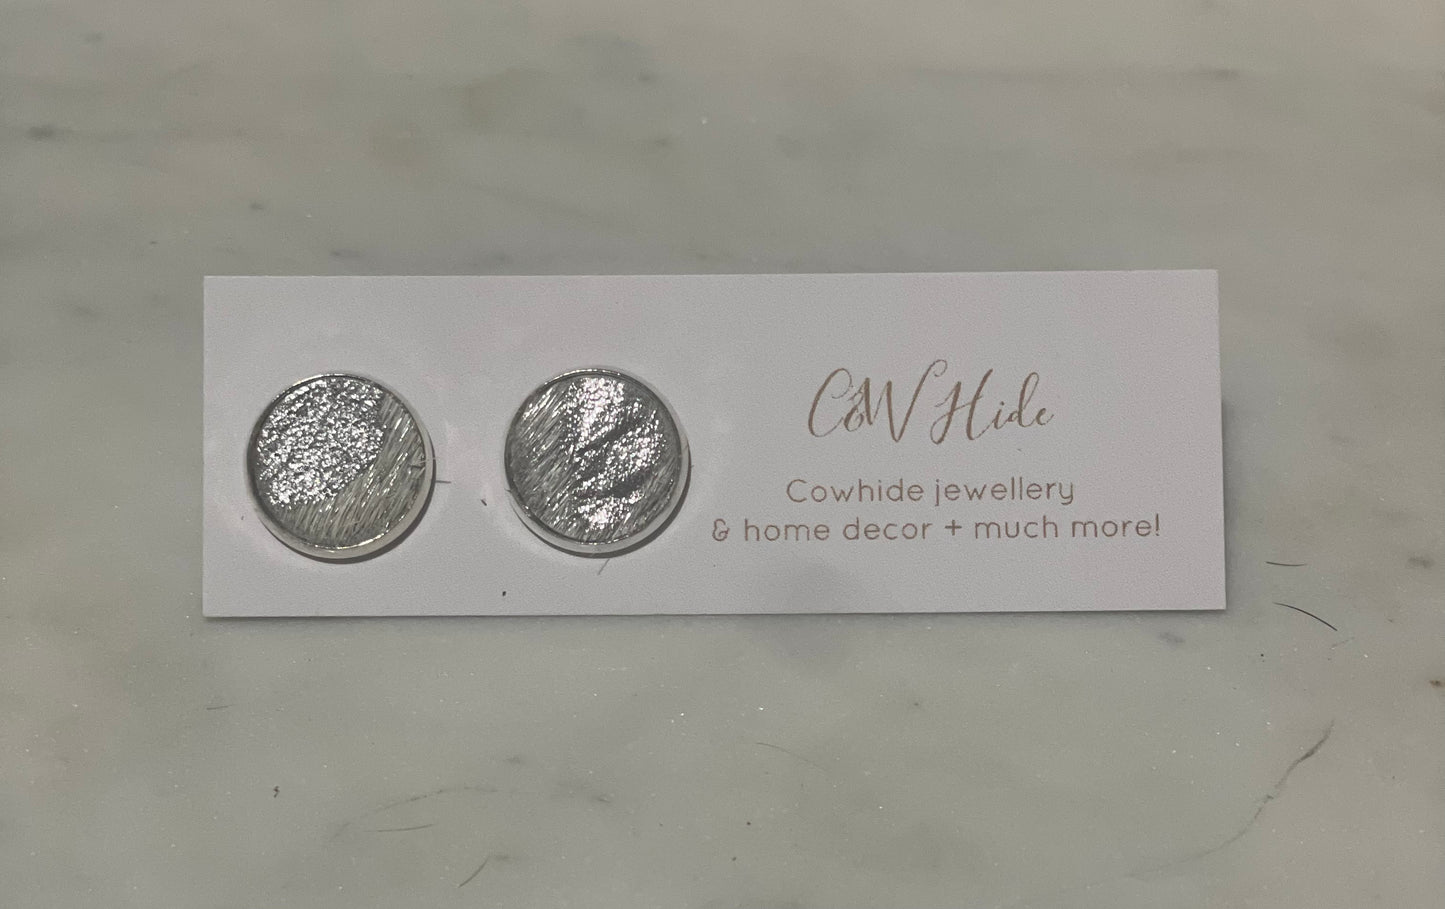 CoW Hide
Cowhide jewellery
& home decor + much more!